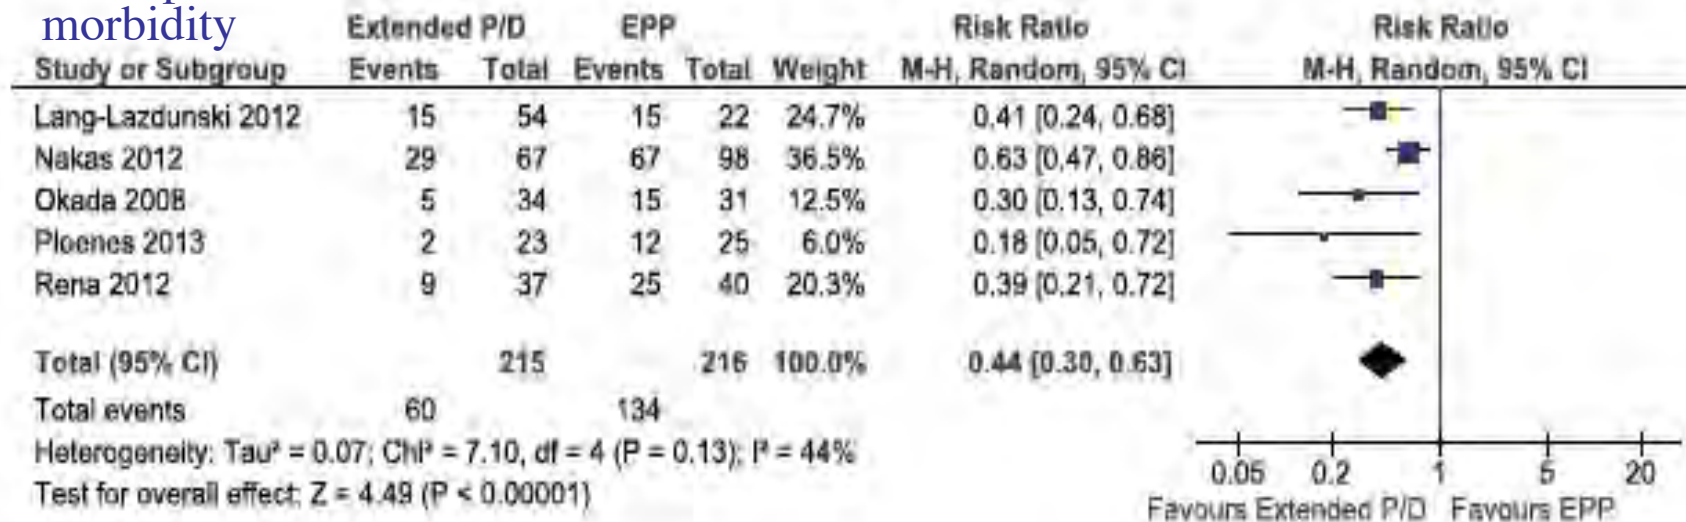 morbidity
Extended P/D EPP Risk Ratio Risk Ratio
Study or Subgroup Events Total Events Total Weight M-H, Random, 95% CI M-H, Random, 95% CI
Lang-Lazdunski 2012 15 54 15 22 24.7% 0.41 [0.24, 0.68]
Nakas 2012 29 67 67 98 36.5% 0.63 [0.47, 0.86]
Okada 2008 5 34 15 31 12.5% 0.30 [0.13, 0.74]
Ploenes 2013 2 23 12 25 6.0% 0.18 [0.05, 0.72]
Rena 2012 9 37 25 40 20.3% 0.39 [0.21, 0.72]
Total (95% CI) 215 216 100.0% 0.44 [0.30, 0.63]
Total events 60 134
Heterogeneity: Tau² = 0.07; Chi² = 7.10, df = 4 (P = 0.13); I² = 44%
Test for overall effect: Z = 4.49 (P < 0.00001)
0.05 0.2 1 5 20
Favours Extended P/D Favours EPP